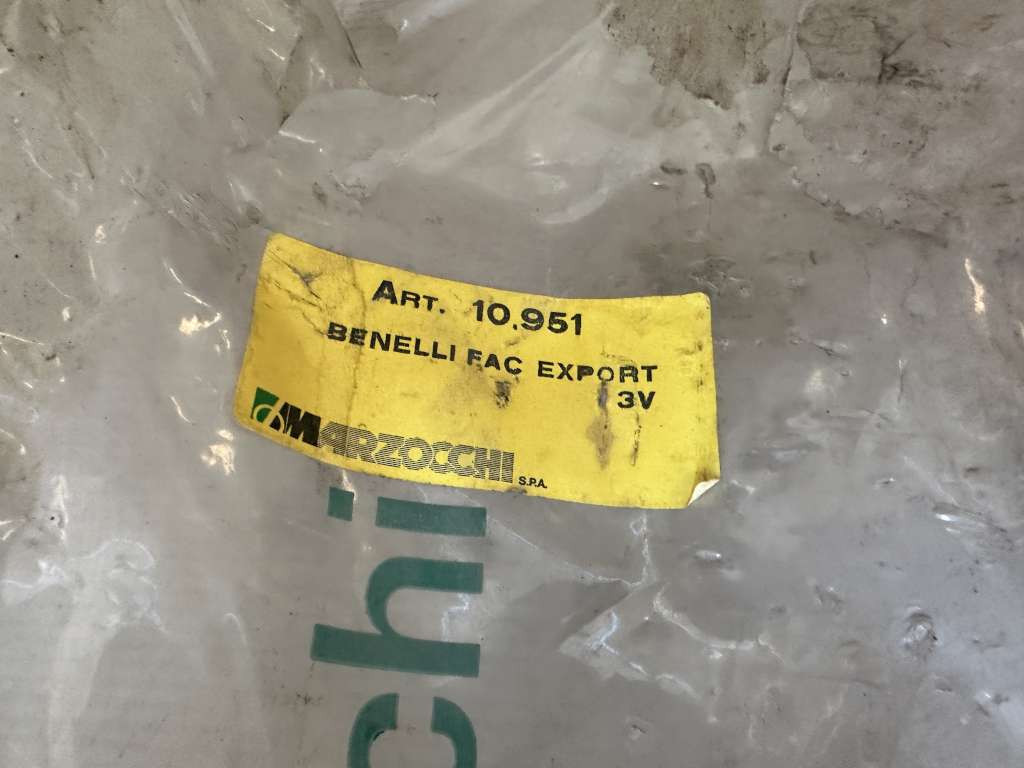 ART. 10.951
BENELLI FAC EXPORT
3V
MARZOCCHI S.P.A.
chi